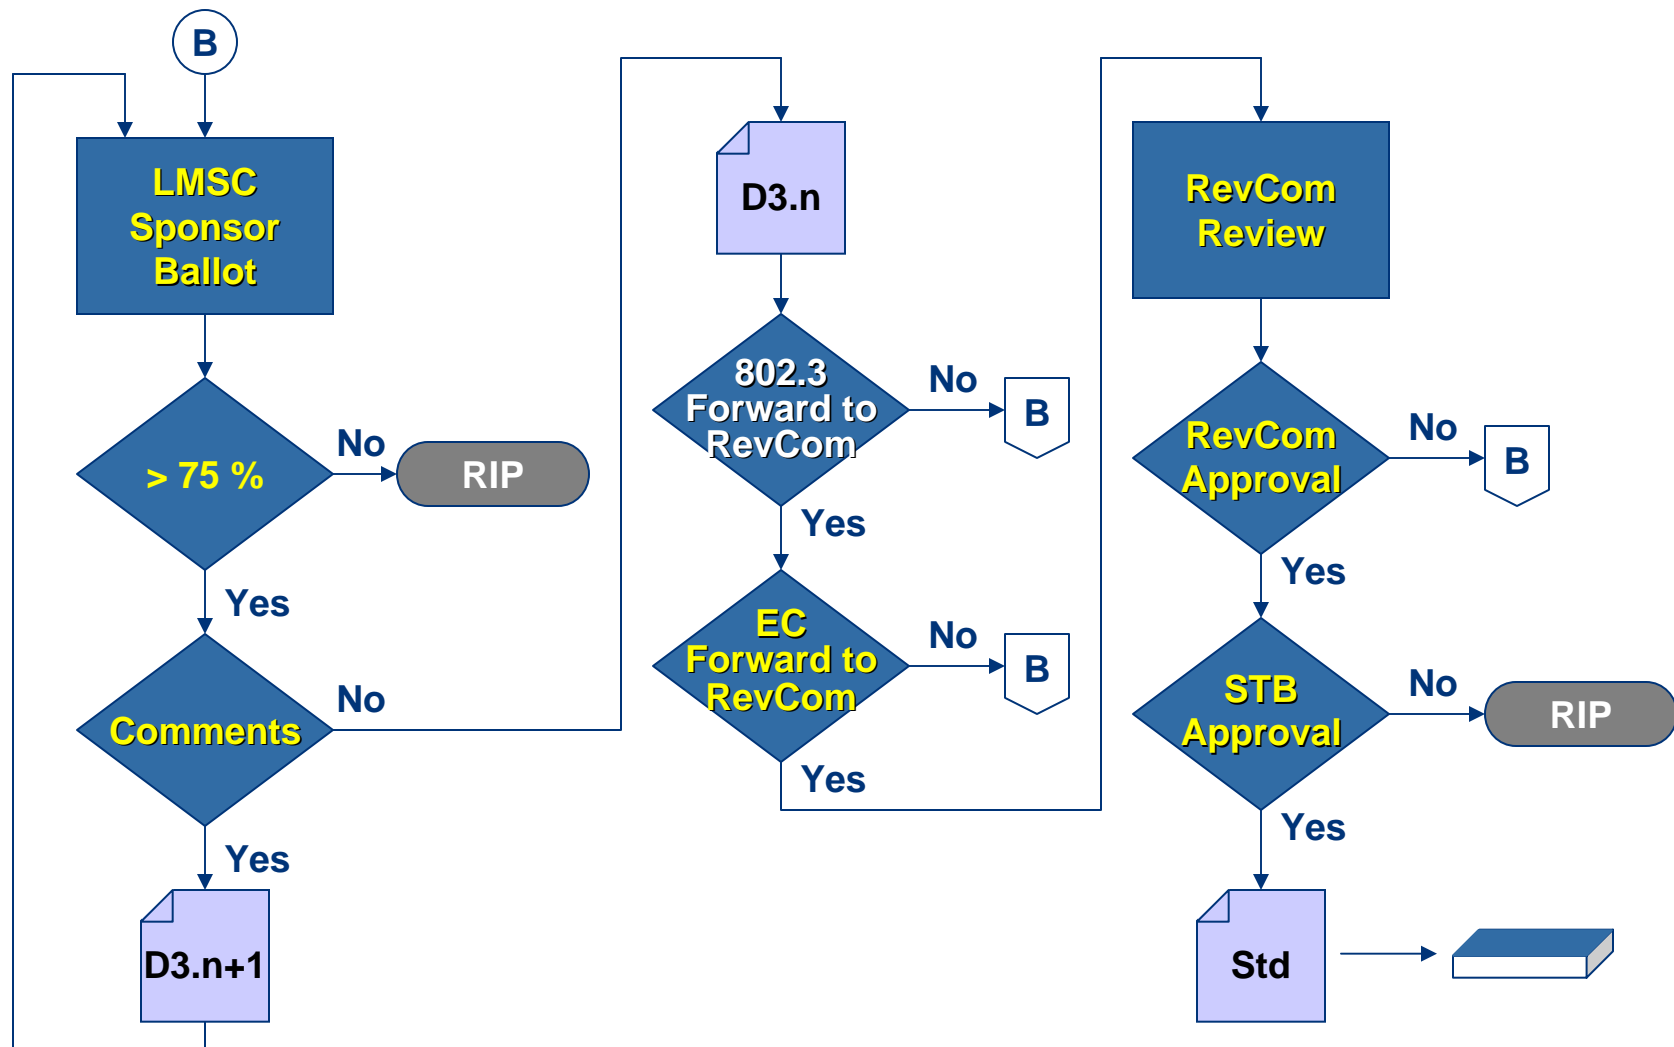 B
LMSC
Sponsor
Ballot
> 75 %
No
RIP
Yes
Comments
No
Yes
D3.n+1
D3.n
802.3
Forward to
RevCom
No
B
Yes
EC
Forward to
RevCom
No
B
Yes
RevCom
Review
RevCom
Approval
No
B
Yes
STB
Approval
No
RIP
Yes
Std